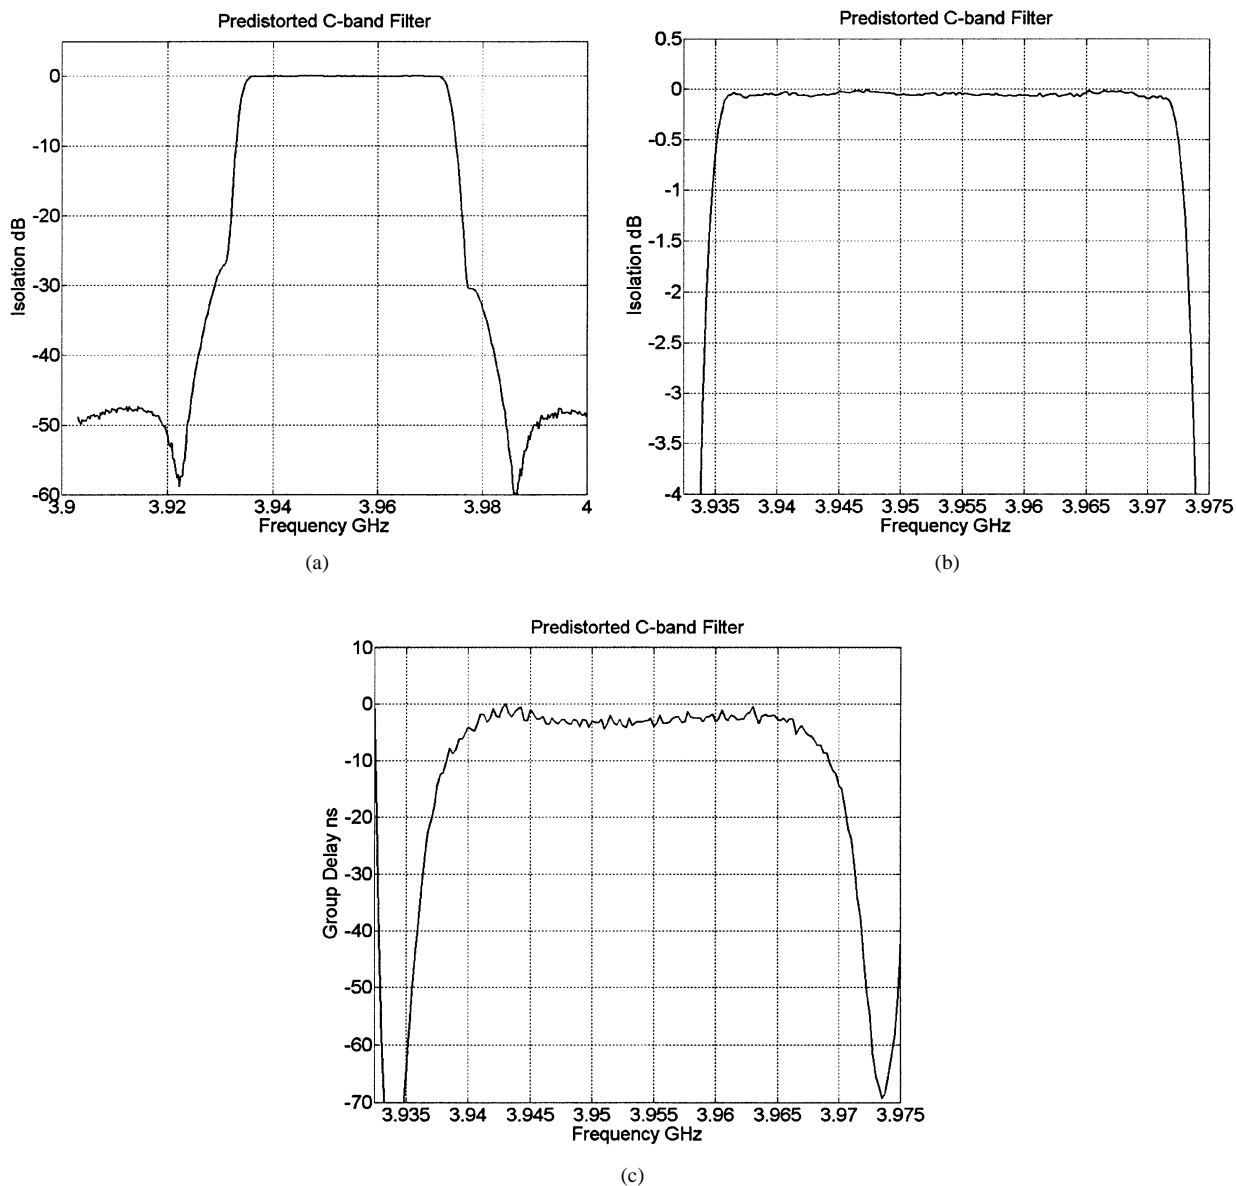 Predistorted C-band Filter
0
-10
-20
-30
-40
-50
-60
Isolation dB
3.9 3.92 3.94 3.96 3.98 4
Frequency GHz
(a)
Predistorted C-band Filter
0.5
0
-0.5
-1
-1.5
-2
-2.5
-3
-3.5
-4
Isolation dB
3.935 3.94 3.945 3.95 3.955 3.96 3.965 3.97 3.975
Frequency GHz
(b)
Predistorted C-band Filter
10
0
-10
-20
-30
-40
-50
-60
-70
Group Delay ns
3.935 3.94 3.945 3.95 3.955 3.96 3.965 3.97 3.975
Frequency GHz
(c)